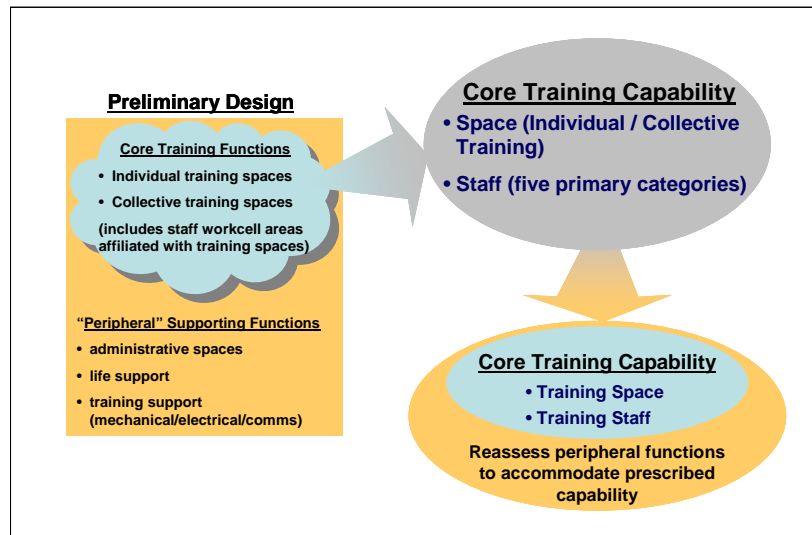 Preliminary Design
Core Training Functions
• Individual training spaces
• Collective training spaces
(includes staff workcell areas
affiliated with training spaces)
“Peripheral” Supporting Functions
• administrative spaces
• life support
• training support
(mechanical/electrical/comms)
Core Training Capability
• Space (Individual / Collective
Training)
• Staff (five primary categories)
Core Training Capability
• Training Space
• Training Staff
Reassess peripheral functions
to accommodate prescribed
capability